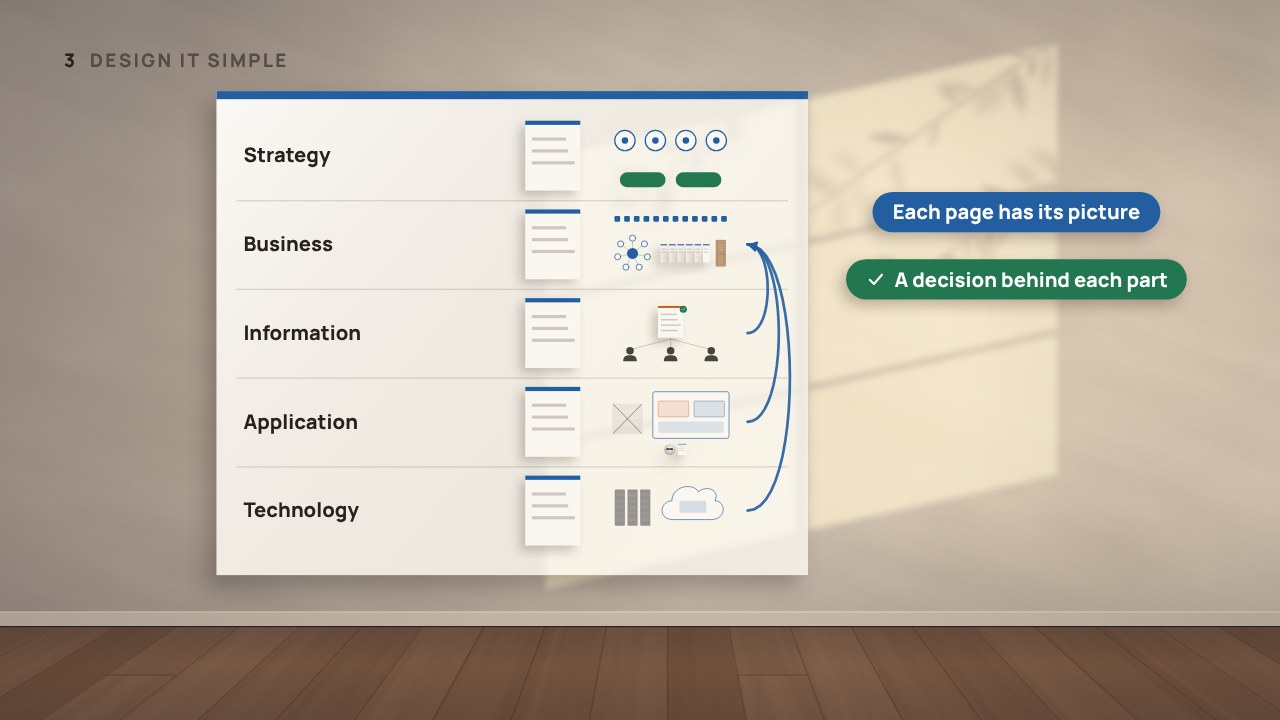 3 DESIGN IT SIMPLE
Strategy
Business
Information
Application
Technology
Each page has its picture
A decision behind each part